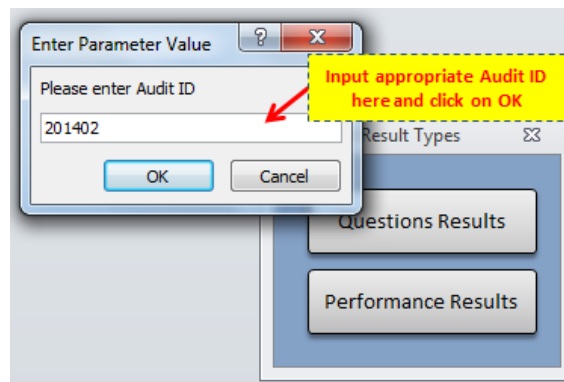 Enter Parameter Value
Please enter Audit ID
201402
OK
Cancel
Input appropriate Audit ID
here and click on OK
Result Types
Questions Results
Performance Results